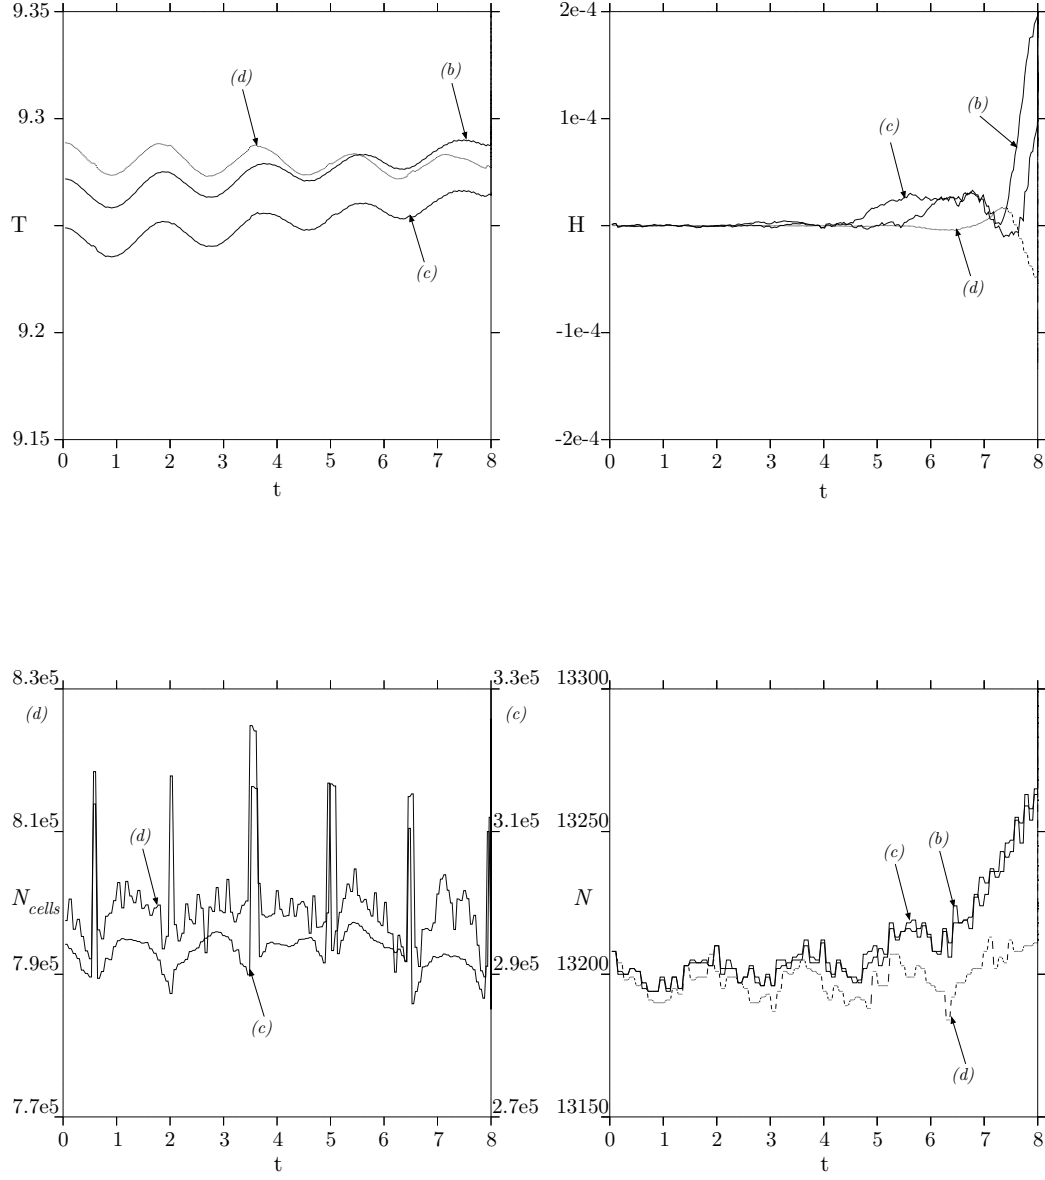 9.35
9.3
T
9.2
9.15
0 1 2 3 4 5 6 7 8
t
(d)
(b)
(c)
2e-4
1e-4
H
-1e-4
-2e-4
0 1 2 3 4 5 6 7 8
t
(b)
(c)
(d)
8.3e5
(d)
8.1e5
N_cells
7.9e5
7.7e5
3.3e5
(c)
3.1e5
2.9e5
2.7e5
0 1 2 3 4 5 6 7 8
t
(d)
(c)
13300
13250
N
13200
13150
0 1 2 3 4 5 6 7 8
t
(c)
(b)
(d)